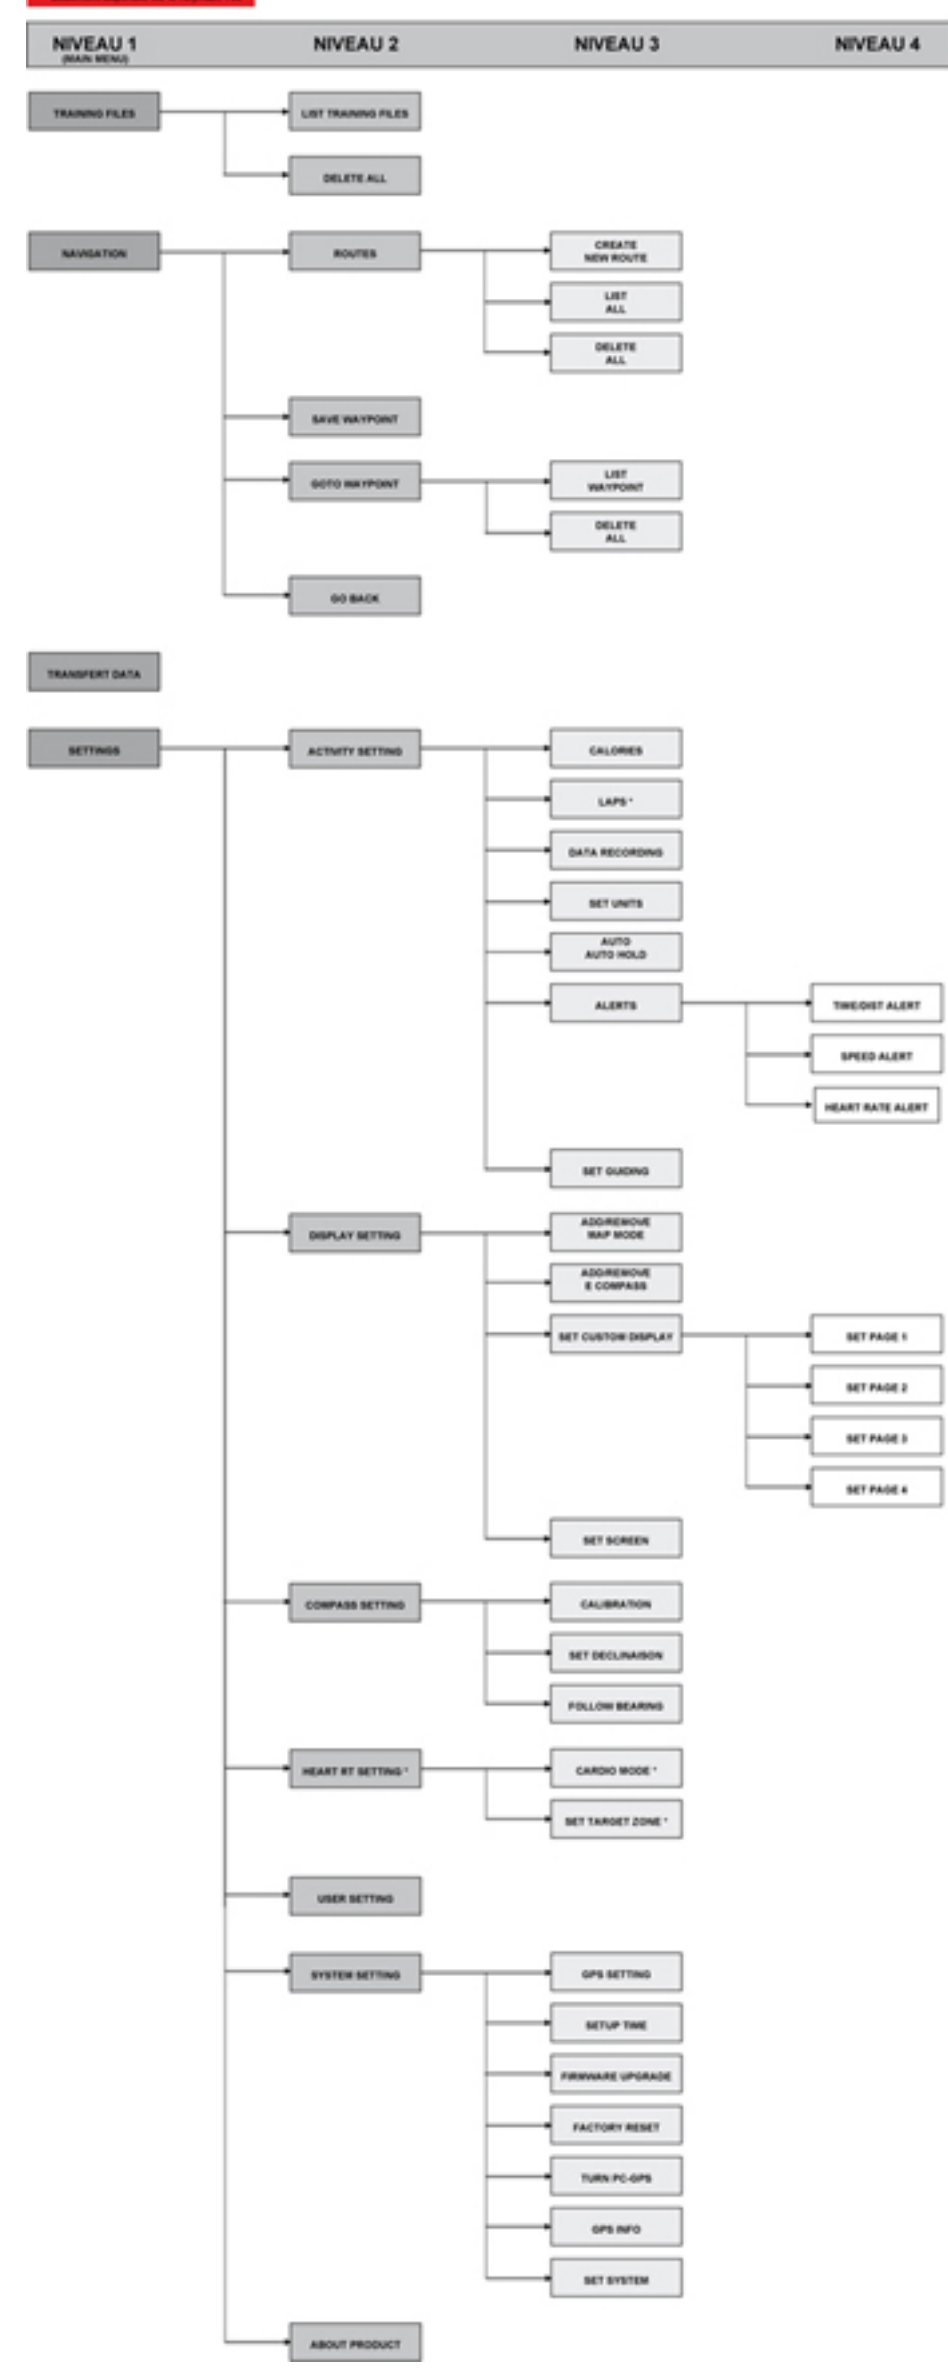 NIVEAU 1
(MAIN MENU)
NIVEAU 2
NIVEAU 3
NIVEAU 4
TRAINING FILES
LIST TRAINING FILES
DELETE ALL
NAVIGATION
ROUTES
CREATE
NEW ROUTE
LIST
ALL
DELETE
ALL
SAVE WAYPOINT
GOTO WAYPOINT
LIST
WAYPOINT
DELETE
ALL
GO BACK
TRANSFERT DATA
SETTINGS
ACTIVITY SETTING
CALORIES
LAPS *
DATA RECORDING
SET UNITS
AUTO
AUTO HOLD
ALERTS
TIME/DIST ALERT
SPEED ALERT
HEART RATE ALERT
SET GUIDING
DISPLAY SETTING
ADD/REMOVE
MAP MODE
ADD/REMOVE
E COMPASS
SET CUSTOM DISPLAY
SET PAGE 1
SET PAGE 2
SET PAGE 3
SET PAGE 4
SET SCREEN
COMPASS SETTING
CALIBRATION
SET DECLINAISON
FOLLOW BEARING
HEART RT SETTING *
CARDIO MODE *
SET TARGET ZONE *
USER SETTING
SYSTEM SETTING
GPS SETTING
SETUP TIME
FIRMWARE UPGRADE
FACTORY RESET
TURN PC-GPS
GPS INFO
SET SYSTEM
ABOUT PRODUCT